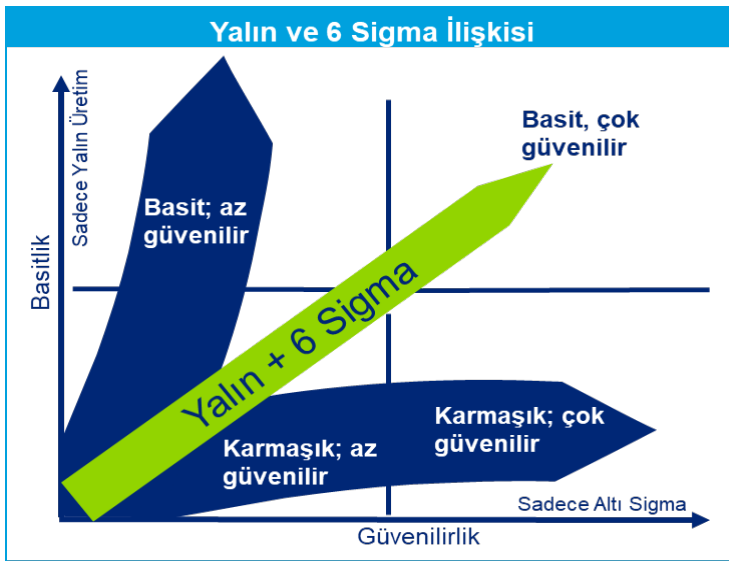 Yalın ve 6 Sigma İlişkisi
Sadece Yalın Üretim
Basitlik
Basit; az
güvenilir
Basit, çok
güvenilir
Yalın + 6 Sigma
Karmaşık; az
güvenilir
Karmaşık; çok
güvenilir
Sadece Altı Sigma
Güvenilirlik